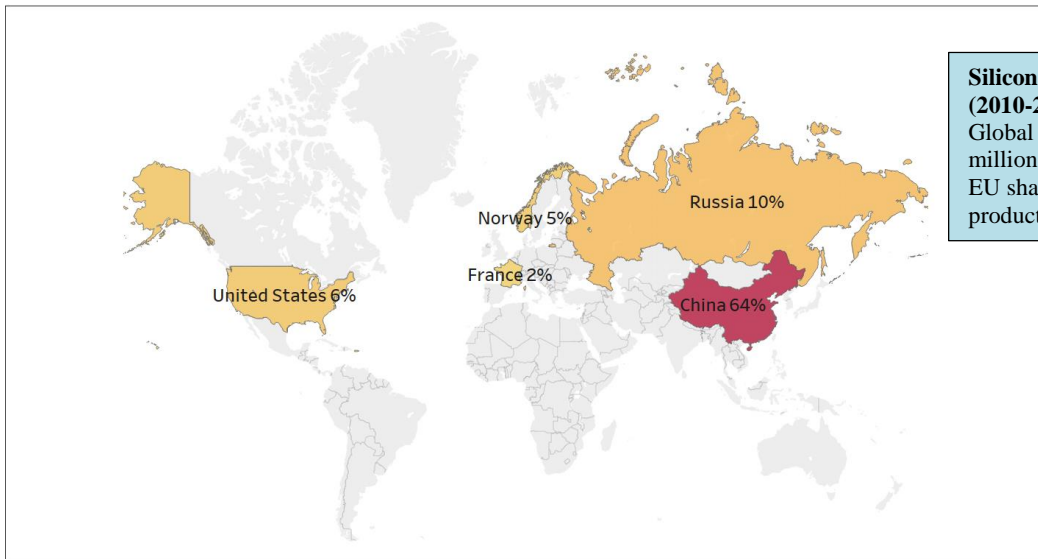 Silicon
(2010-2
Global
million
EU sha
product
Norway 5%
Russia 10%
France 2%
United States 6%
China 64%